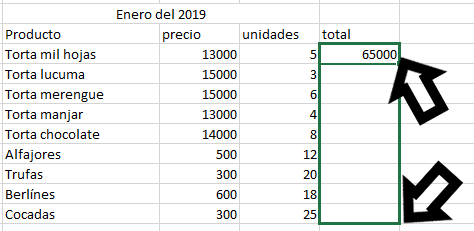 Enero del 2019
Producto precio unidades total
Torta mil hojas 13000 5 65000
Torta lucuma 15000 3
Torta merengue 15000 6
Torta manjar 13000 4
Torta chocolate 14000 8
Alfajores 500 12
Trufas 300 20
Berlínes 600 18
Cocadas 300 25